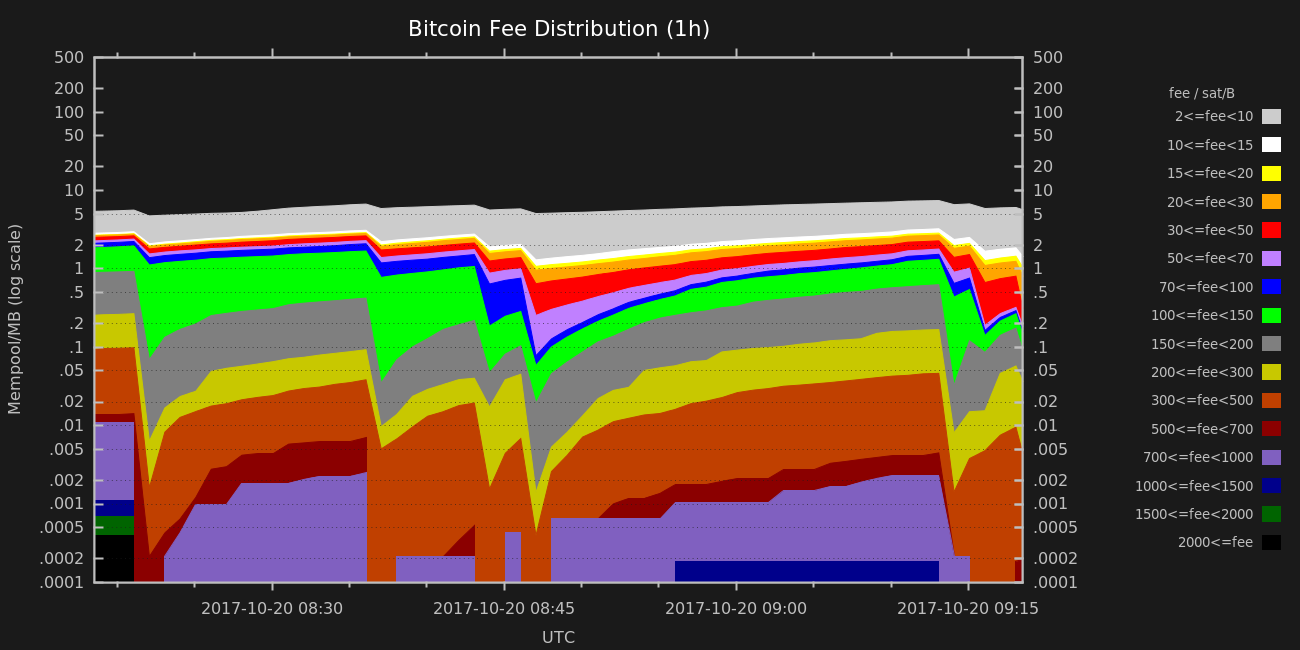 Bitcoin Fee Distribution (1h)
500
200
100
50
20
10
5
2
1
.5
.2
.1
.05
.02
.01
.005
.002
.001
.0005
.0002
.0001
Mempool/MB (log scale)
500
200
100
50
20
10
5
2
1
.5
.2
.1
.05
.02
.01
.005
.002
.001
.0005
.0002
.0001
2017-10-20 08:30
2017-10-20 08:45
2017-10-20 09:00
2017-10-20 09:15
UTC
fee / sat/B
2<=fee<10
10<=fee<15
15<=fee<20
20<=fee<30
30<=fee<50
50<=fee<70
70<=fee<100
100<=fee<150
150<=fee<200
200<=fee<300
300<=fee<500
500<=fee<700
700<=fee<1000
1000<=fee<1500
1500<=fee<2000
2000<=fee